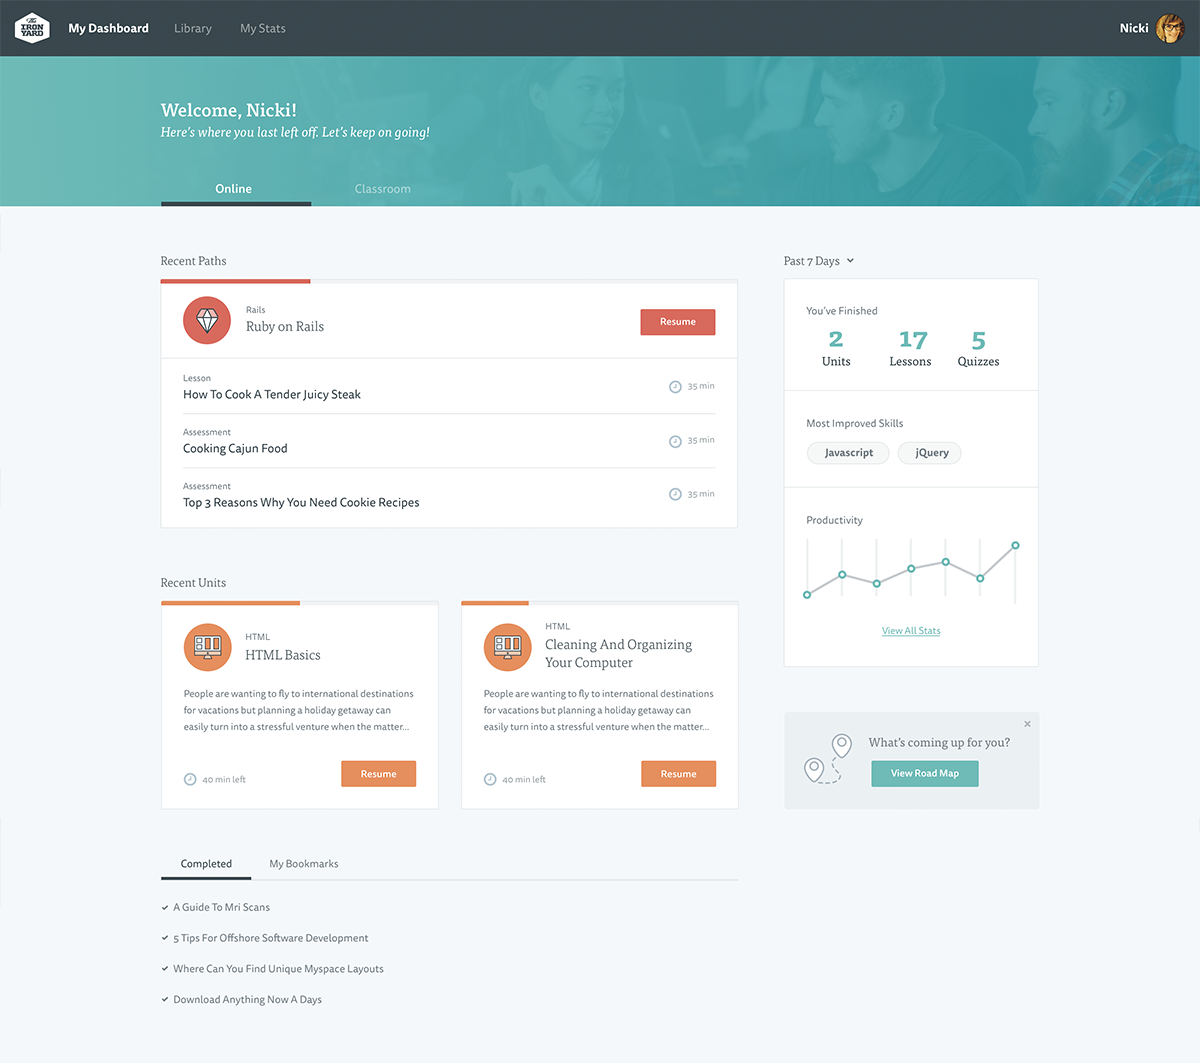 The
IRON
YARD
My Dashboard
Library
My Stats
Nicki
Welcome, Nicki!
Here's where you last left off. Let's keep on going!
Online
Classroom
Recent Paths
Rails
Ruby on Rails
Resume
Lesson
How To Cook A Tender Juicy Steak
35 min
Assessment
Cooking Cajun Food
35 min
Assessment
Top 3 Reasons Why You Need Cookie Recipes
35 min
Past 7 Days
You've Finished
2
Units
17
Lessons
5
Quizzes
Most Improved Skills
Javascript
jQuery
Productivity
View All Stats
Recent Units
HTML
HTML Basics
People are wanting to fly to international destinations
for vacations but planning a holiday getaway can
easily turn into a stressful venture when the matter...
40 min left
Resume
HTML
Cleaning And Organizing
Your Computer
People are wanting to fly to international destinations
for vacations but planning a holiday getaway can
easily turn into a stressful venture when the matter...
40 min left
Resume
What's coming up for you?
View Road Map
Completed
My Bookmarks
A Guide To Mri Scans
5 Tips For Offshore Software Development
Where Can You Find Unique Myspace Layouts
Download Anything Now A Days